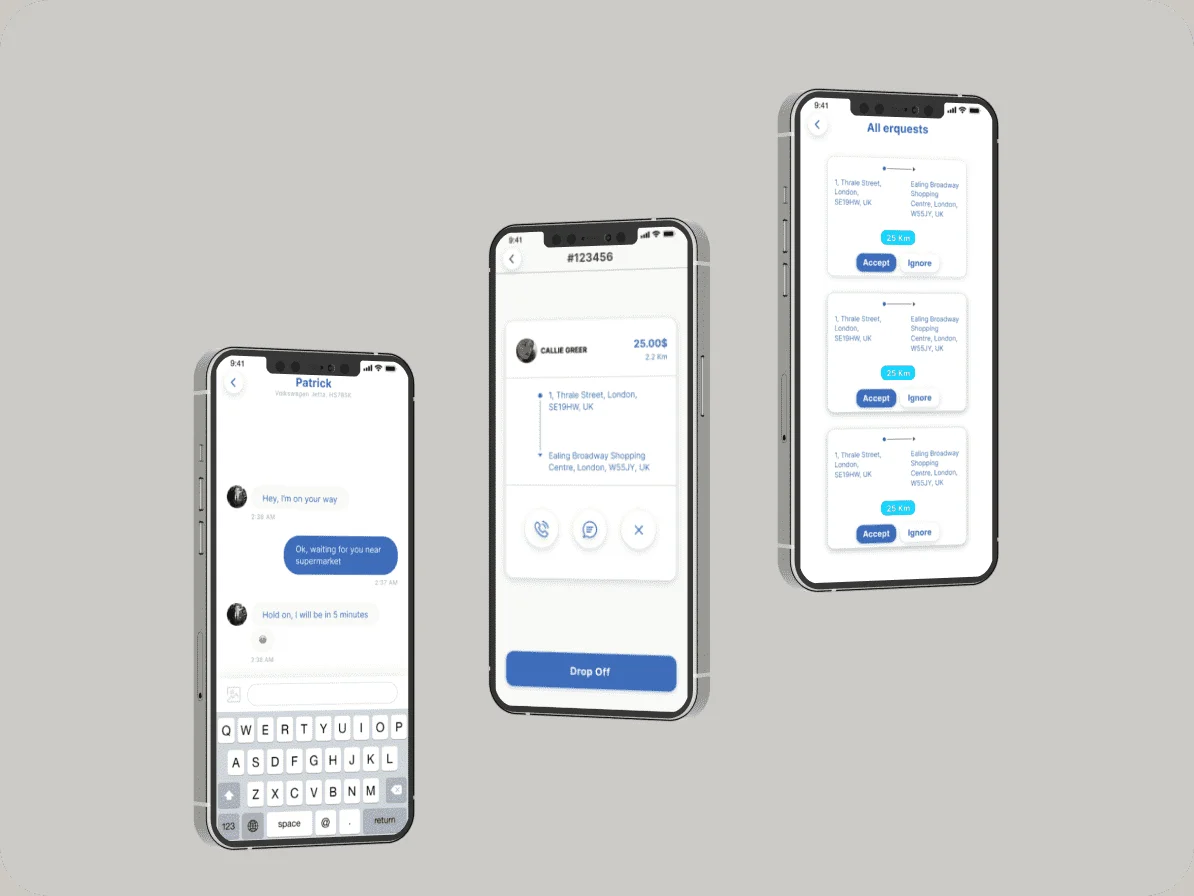 9:41
Patrick
Volkswagen Jetta HS785K
Hey, I'm on your way
2:38 AM
Ok, waiting for you near
supermarket
2:37 AM
Hold on, i will be in 5 minutes
2:38 AM
Q W E R T Y U I O P
A S D F G H J K L
Z X C V B N M
123 space @ . return
9:41
#123456
CALLIE GREER
25.00$
2.2 Km
1, Thrale Street, London,
SE19HW, UK
Ealing Broadway Shopping
Centre, London, W55JY, UK
Drop Off
9:41
All erquests
1, Thrale Street,
London,
SE19HW, UK
Ealing Broadway
Shopping
Centre, London,
W55JY, UK
25 Km
Accept Ignore
1, Thrale Street,
London,
SE19HW, UK
Ealing Broadway
Shopping
Centre, London,
W55JY, UK
25 Km
Accept Ignore
1, Thrale Street,
London,
SE19HW, UK
Ealing Broadway
Shopping
Centre, London,
W55JY, UK
25 Km
Accept Ignore